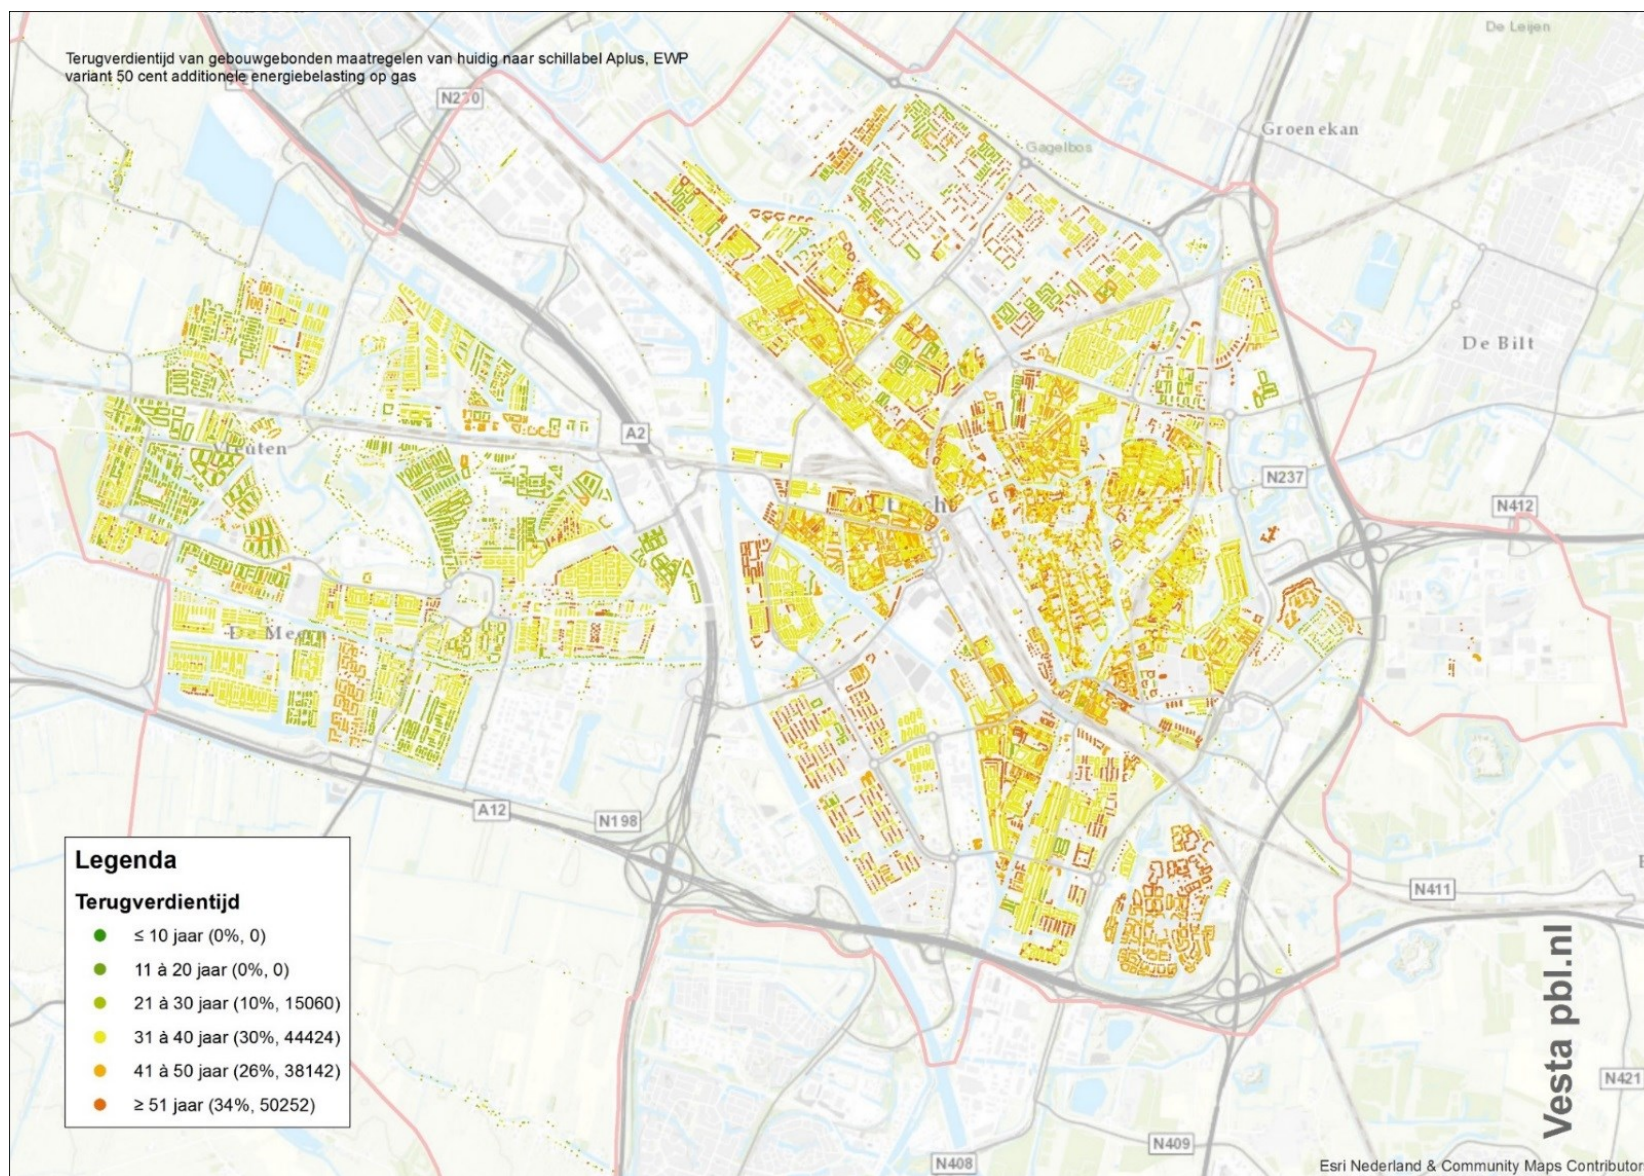 De Leijen
Terugverdientijd van gebouwgebonden maatregelen van huidig naar schillabel Aplus, EWP
variant 50 cent additionele energiebelasting op gas
N230
Groenekan
Gagelbos
De Bilt
A2
Vleuten
N237
N412
De Meern
A12
N198
N411
Legenda
Terugverdientijd
≤ 10 jaar (0%, 0)
11 à 20 jaar (0%, 0)
21 à 30 jaar (10%, 15060)
31 à 40 jaar (30%, 44424)
41 à 50 jaar (26%, 38142)
≥ 51 jaar (34%, 50252)
Vesta pbl.nl
N421
N409
N408
Esri Nederland & Community Maps Contributor